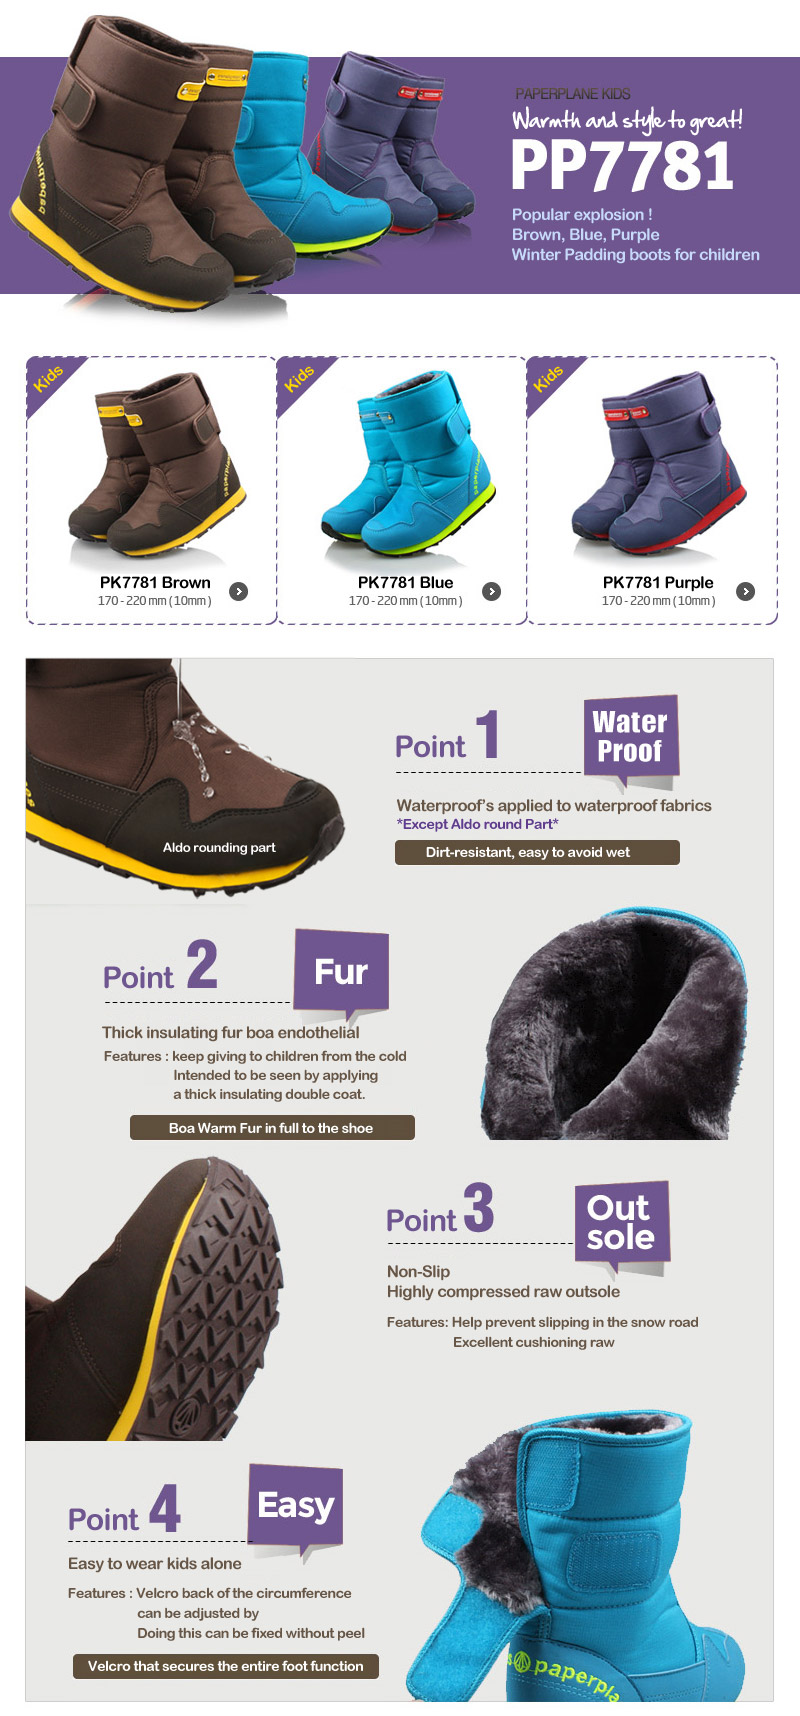 PAPERPLANE KIDS
Warmth and style to great!
PP7781
Popular explosion !
Brown, Blue, Purple
Winter Padding boots for children
Kids
Kids
Kids
PK7781 Brown
170 - 220 mm ( 10mm )
PK7781 Blue
170 - 220 mm ( 10mm )
PK7781 Purple
170 - 220 mm ( 10mm )
Point 1
Water
Proof
Waterproof's applied to waterproof fabrics
*Except Aldo round Part*
Dirt-resistant, easy to avoid wet
Aldo rounding part
Point 2
Fur
Thick insulating fur boa endothelial
Features : keep giving to children from the cold
Intended to be seen by applying
a thick insulating double coat.
Boa Warm Fur in full to the shoe
Point 3
Out
sole
Non-Slip
Highly compressed raw outsole
Features: Help prevent slipping in the snow road
Excellent cushioning raw
Point 4
Easy
Easy to wear kids alone
Features : Velcro back of the circumference
can be adjusted by
Doing this can be fixed without peel
Velcro that secures the entire foot function
paperpla